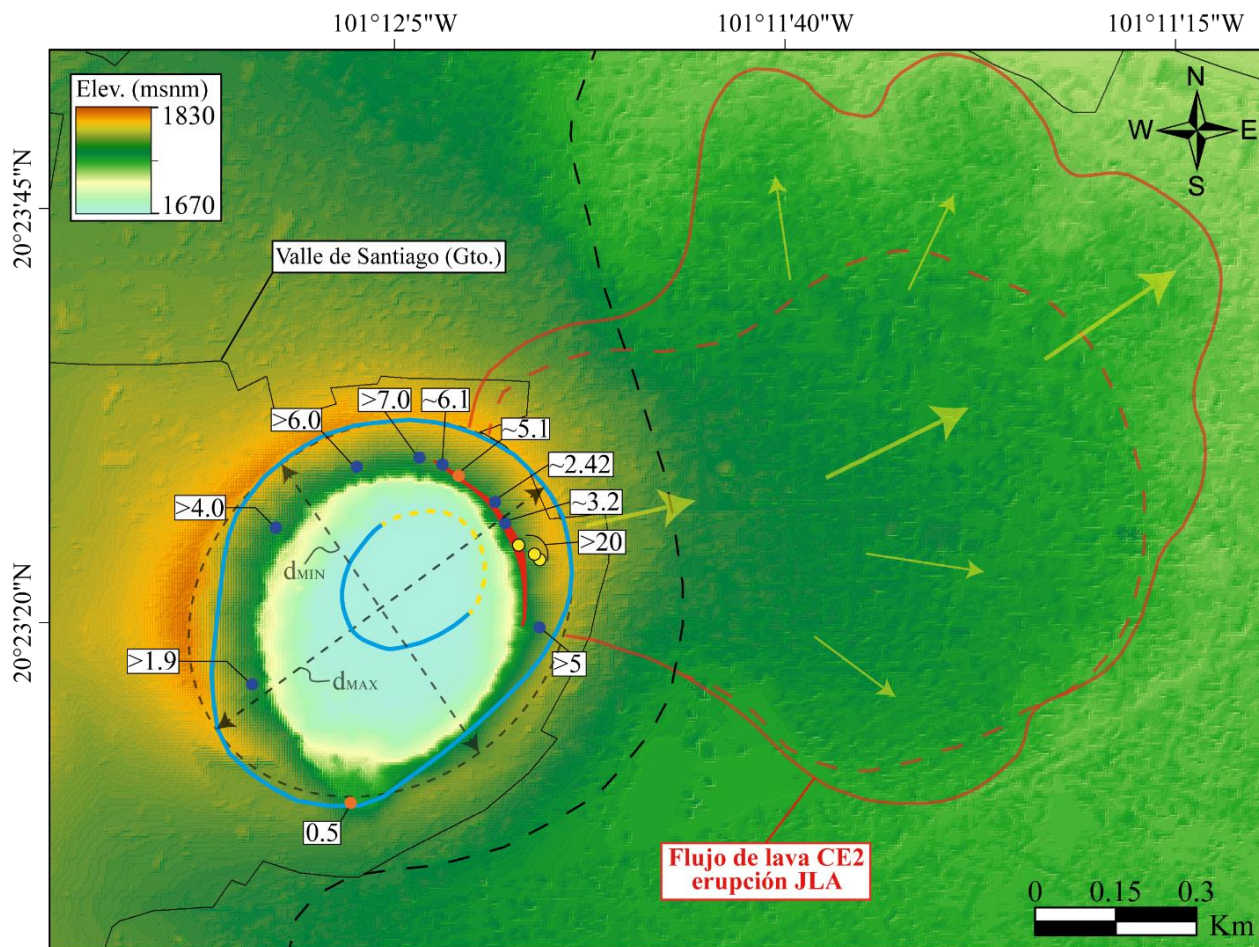 101°12'5"W
101°11'40"W
101°11'15"W
Elev. (msnm)
1830
1670
N
W
E
S
20°23'45"N
Valle de Santiago (Gto.)
>7.0
~6.1
>6.0
~5.1
~2.42
>4.0
~3.2
>20
dMIN
20°23'20"N
>1.9
>5
dMAX
0.5
Flujo de lava CE2
erupción JLA
0
0.15
0.3
Km